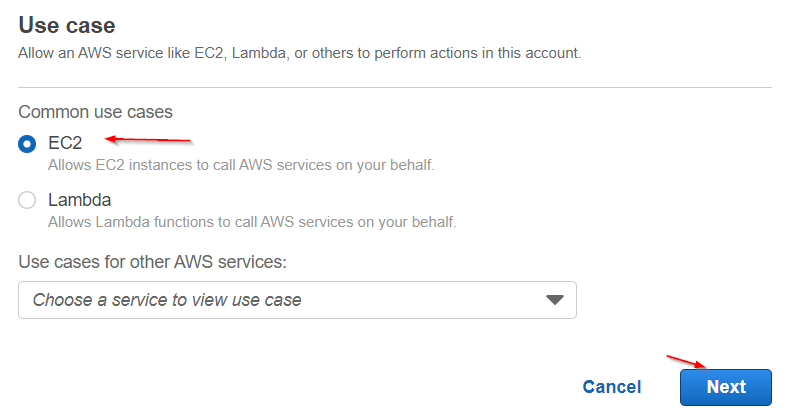 Use case
Allow an AWS service like EC2, Lambda, or others to perform actions in this account.
Common use cases
EC2
Allows EC2 instances to call AWS services on your behalf.
Lambda
Allows Lambda functions to call AWS services on your behalf.
Use cases for other AWS services:
Choose a service to view use case
Cancel Next